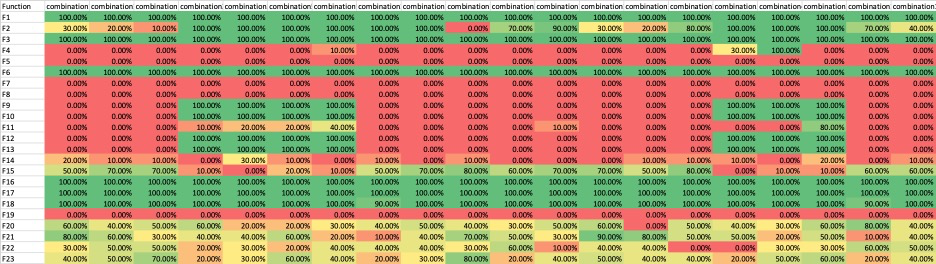 Function combination combination combination combination combination combination combination combination combination combination combination combination combination combination combination combination combination combination combination combination
F1 100.00% 100.00% 100.00% 100.00% 100.00% 100.00% 100.00% 100.00% 100.00% 100.00% 100.00% 100.00% 100.00% 100.00% 100.00% 100.00% 100.00% 100.00% 100.00% 100.00%
F2 30.00% 20.00% 10.00% 100.00% 100.00% 100.00% 100.00% 100.00% 100.00% 0.00% 70.00% 90.00% 30.00% 20.00% 80.00% 100.00% 100.00% 100.00% 70.00% 40.00%
F3 100.00% 100.00% 100.00% 100.00% 100.00% 100.00% 100.00% 100.00% 100.00% 100.00% 100.00% 100.00% 100.00% 100.00% 100.00% 100.00% 100.00% 100.00% 100.00% 100.00%
F4 0.00% 0.00% 0.00% 0.00% 0.00% 0.00% 10.00% 0.00% 0.00% 0.00% 0.00% 0.00% 0.00% 0.00% 0.00% 30.00% 100.00% 0.00% 0.00% 0.00%
F5 0.00% 0.00% 0.00% 0.00% 0.00% 0.00% 0.00% 0.00% 0.00% 0.00% 0.00% 0.00% 0.00% 0.00% 0.00% 0.00% 0.00% 0.00% 0.00% 0.00%
F6 100.00% 100.00% 100.00% 100.00% 100.00% 100.00% 100.00% 100.00% 100.00% 100.00% 100.00% 100.00% 100.00% 100.00% 100.00% 100.00% 100.00% 100.00% 100.00% 100.00%
F7 0.00% 0.00% 0.00% 0.00% 0.00% 0.00% 0.00% 0.00% 0.00% 0.00% 0.00% 0.00% 0.00% 0.00% 0.00% 0.00% 0.00% 0.00% 0.00% 0.00%
F8 0.00% 0.00% 0.00% 0.00% 0.00% 0.00% 0.00% 0.00% 0.00% 0.00% 0.00% 0.00% 0.00% 0.00% 0.00% 0.00% 0.00% 0.00% 0.00% 0.00%
F9 0.00% 0.00% 0.00% 100.00% 100.00% 100.00% 100.00% 0.00% 0.00% 0.00% 0.00% 0.00% 0.00% 0.00% 0.00% 100.00% 100.00% 100.00% 0.00% 0.00%
F10 0.00% 0.00% 0.00% 100.00% 100.00% 100.00% 100.00% 0.00% 0.00% 0.00% 0.00% 0.00% 0.00% 0.00% 0.00% 100.00% 100.00% 100.00% 0.00% 0.00%
F11 0.00% 0.00% 0.00% 10.00% 20.00% 20.00% 40.00% 0.00% 0.00% 0.00% 0.00% 10.00% 0.00% 0.00% 0.00% 0.00% 0.00% 80.00% 0.00% 0.00%
F12 0.00% 0.00% 0.00% 100.00% 100.00% 100.00% 100.00% 0.00% 0.00% 0.00% 0.00% 0.00% 0.00% 0.00% 0.00% 100.00% 100.00% 100.00% 0.00% 0.00%
F13 0.00% 0.00% 0.00% 100.00% 100.00% 100.00% 100.00% 0.00% 0.00% 0.00% 0.00% 0.00% 0.00% 0.00% 0.00% 100.00% 100.00% 100.00% 0.00% 0.00%
F14 20.00% 10.00% 10.00% 0.00% 30.00% 10.00% 0.00% 10.00% 10.00% 0.00% 10.00% 0.00% 0.00% 10.00% 10.00% 0.00% 0.00% 20.00% 0.00% 10.00%
F15 50.00% 70.00% 70.00% 10.00% 0.00% 20.00% 10.00% 50.00% 70.00% 80.00% 60.00% 70.00% 70.00% 50.00% 80.00% 0.00% 10.00% 10.00% 60.00% 60.00%
F16 100.00% 100.00% 100.00% 100.00% 100.00% 100.00% 100.00% 100.00% 100.00% 100.00% 100.00% 100.00% 100.00% 100.00% 100.00% 100.00% 100.00% 100.00% 100.00% 100.00%
F17 100.00% 100.00% 100.00% 100.00% 100.00% 100.00% 100.00% 100.00% 100.00% 100.00% 100.00% 100.00% 100.00% 100.00% 100.00% 100.00% 100.00% 100.00% 100.00% 100.00%
F18 100.00% 100.00% 100.00% 100.00% 100.00% 100.00% 100.00% 90.00% 100.00% 100.00% 100.00% 100.00% 100.00% 100.00% 100.00% 100.00% 100.00% 100.00% 90.00% 100.00%
F19 0.00% 0.00% 0.00% 0.00% 0.00% 0.00% 0.00% 0.00% 0.00% 0.00% 0.00% 0.00% 0.00% 0.00% 0.00% 0.00% 0.00% 0.00% 0.00% 0.00%
F20 60.00% 40.00% 50.00% 60.00% 20.00% 20.00% 30.00% 40.00% 40.00% 50.00% 30.00% 50.00% 60.00% 0.00% 50.00% 40.00% 30.00% 60.00% 80.00% 40.00%
F21 80.00% 60.00% 30.00% 40.00% 40.00% 60.00% 20.00% 10.00% 40.00% 70.00% 50.00% 30.00% 90.00% 80.00% 50.00% 50.00% 20.00% 50.00% 10.00% 40.00%
F22 30.00% 50.00% 50.00% 20.00% 30.00% 40.00% 20.00% 40.00% 40.00% 30.00% 60.00% 10.00% 40.00% 40.00% 0.00% 0.00% 30.00% 30.00% 60.00% 50.00%
F23 40.00% 50.00% 70.00% 20.00% 30.00% 60.00% 40.00% 20.00% 30.00% 80.00% 20.00% 40.00% 50.00% 40.00% 40.00% 20.00% 40.00% 60.00% 40.00% 50.00%